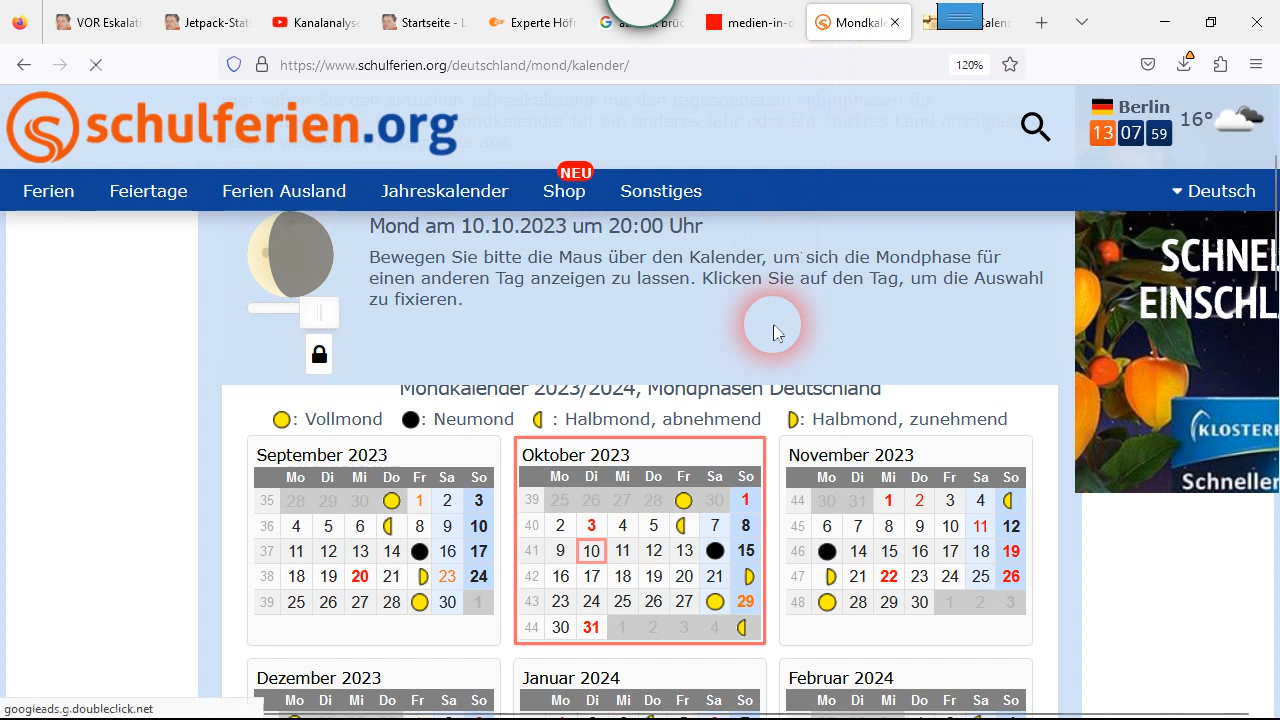 VOR Eskalati
Jetpack-Stat
Kanalanalyse
Startseite - L
Experte Höf
medien-in-d
Mondkale
alenc
https://www.schulferien.org/deutschland/mond/kalender/
120%
schulferien.org
Berlin
13 07 59
16°
NEU
Ferien Feiertage Ferien Ausland Jahreskalender Shop Sonstiges Deutsch
Mond am 10.10.2023 um 20:00 Uhr
Bewegen Sie bitte die Maus über den Kalender, um sich die Mondphase für
einen anderen Tag anzeigen zu lassen. Klicken Sie auf den Tag, um die Auswahl
zu fixieren.
SCHNEL
EINSCHLA
KLOSTERF
Schneller
Mondkalender 2023/2024, Mondphasen Deutschland
: Vollmond : Neumond : Halbmond, abnehmend : Halbmond, zunehmend
September 2023
Mo Di Mi Do Fr Sa So
35 28 29 30 1 2 3
36 4 5 6 8 9 10
37 11 12 13 14 16 17
38 18 19 20 21 23 24
39 25 26 27 28 30 1
Oktober 2023
Mo Di Mi Do Fr Sa So
39 25 26 27 28 30 1
40 2 3 4 5 7 8
41 9 10 11 12 13 15
42 16 17 18 19 20 21
43 23 24 25 26 27 29
44 30 31 1 2 3 4
November 2023
Mo Di Mi Do Fr Sa So
44 30 31 1 2 3 4
45 6 7 8 9 10 11 12
46 14 15 16 17 18 19
47 21 22 23 24 25 26
48 28 29 30 1 2 3
Dezember 2023
Mo Di Mi Do Fr Sa So
Januar 2024
Mo Di Mi Do Fr Sa So
Februar 2024
Mo Di Mi Do Fr Sa So
googleads.g.doubleclick.net